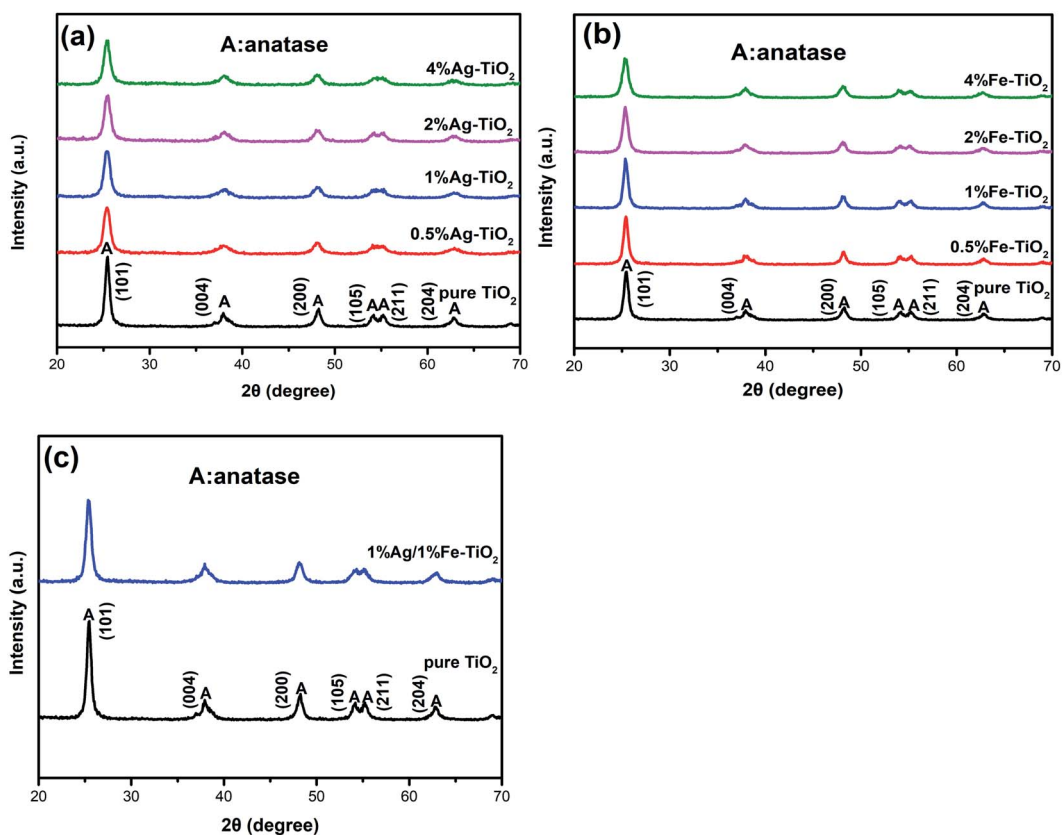 (a)
A:anatase
4%Ag-TiO2
2%Ag-TiO2
1%Ag-TiO2
0.5%Ag-TiO2
pure TiO2
A
(101)
(004)
A
(200)
A
(105)
A A
(211)
(204)
A
Intensity (a.u.)
20 30 40 50 60 70
2θ (degree)
(b)
A:anatase
4%Fe-TiO2
2%Fe-TiO2
1%Fe-TiO2
0.5%Fe-TiO2
pure TiO2
A
(101)
(004)
A
(200)
A
(105)
A A
(211)
(204)
A
Intensity (a.u.)
20 30 40 50 60 70
2θ (degree)
(c)
A:anatase
1%Ag/1%Fe-TiO2
pure TiO2
A
(101)
(004)
A
(200)
A
(105)
A A
(211)
(204)
A
Intensity (a.u.)
20 30 40 50 60 70
2θ (degree)